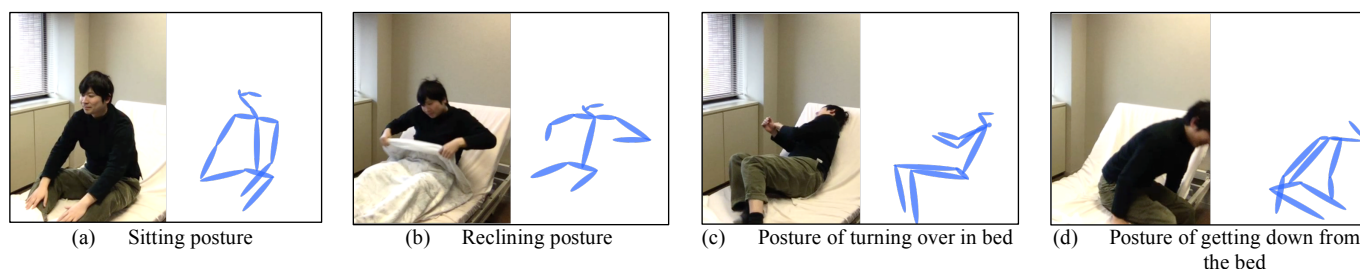 (a) Sitting posture
(b) Reclining posture
(c) Posture of turning over in bed
(d) Posture of getting down from
the bed